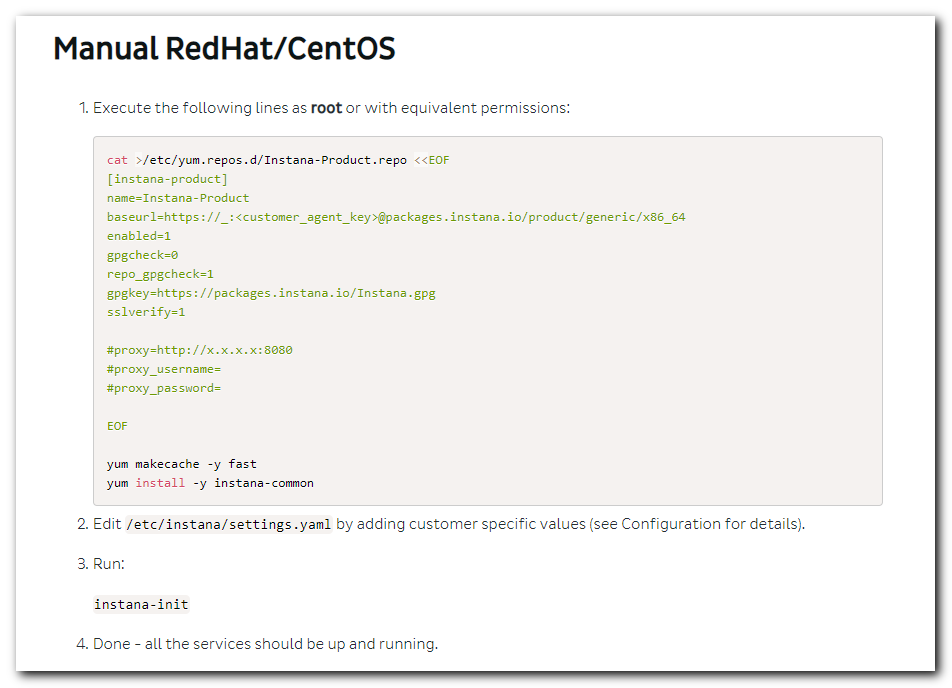 Manual RedHat/CentOS
1. Execute the following lines as root or with equivalent permissions:
cat >/etc/yum.repos.d/Instana-Product.repo <<EOF
[instana-product]
name=Instana-Product
baseurl=https://_:<customer_agent_key>@packages.instana.io/product/generic/x86_64
enabled=1
gpgcheck=0
repo_gpgcheck=1
gpgkey=https://packages.instana.io/Instana.gpg
sslverify=1
#proxy=http://x.x.x.x:8080
#proxy_username=
#proxy_password=
EOF
yum makecache -y fast
yum install -y instana-common
2. Edit /etc/instana/settings.yaml by adding customer specific values (see Configuration for details).
3. Run:
instana-init
4. Done - all the services should be up and running.